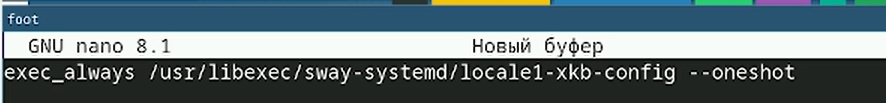 foot
GNU nano 8.1 Новый буфер
exec_always /usr/libexec/sway-systemd/locale1-xkb-config --oneshot